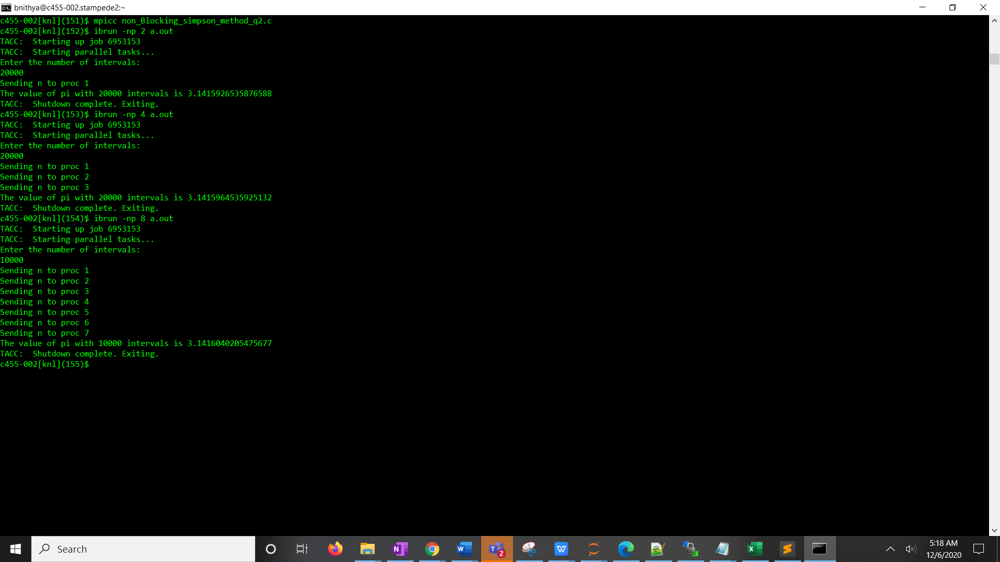 bnithya@c455-002.stampede2:~
c455-002[knl](151)$ mpicc non_Blocking_simpson_method_q2.c
c455-002[knl](152)$ ibrun -np 2 a.out
TACC:  Starting up job 6953153
TACC:  Starting parallel tasks...
Enter the number of intervals:
20000
Sending n to proc 1
The value of pi with 20000 intervals is 3.1415926535876588
TACC:  Shutdown complete. Exiting.
c455-002[knl](153)$ ibrun -np 4 a.out
TACC:  Starting up job 6953153
TACC:  Starting parallel tasks...
Enter the number of intervals:
20000
Sending n to proc 1
Sending n to proc 2
Sending n to proc 3
The value of pi with 20000 intervals is 3.1415964535925132
TACC:  Shutdown complete. Exiting.
c455-002[knl](154)$ ibrun -np 8 a.out
TACC:  Starting up job 6953153
TACC:  Starting parallel tasks...
Enter the number of intervals:
10000
Sending n to proc 1
Sending n to proc 2
Sending n to proc 3
Sending n to proc 4
Sending n to proc 5
Sending n to proc 6
Sending n to proc 7
The value of pi with 10000 intervals is 3.1416040205475677
TACC:  Shutdown complete. Exiting.
c455-002[knl](155)$
Search
5:18 AM
12/6/2020